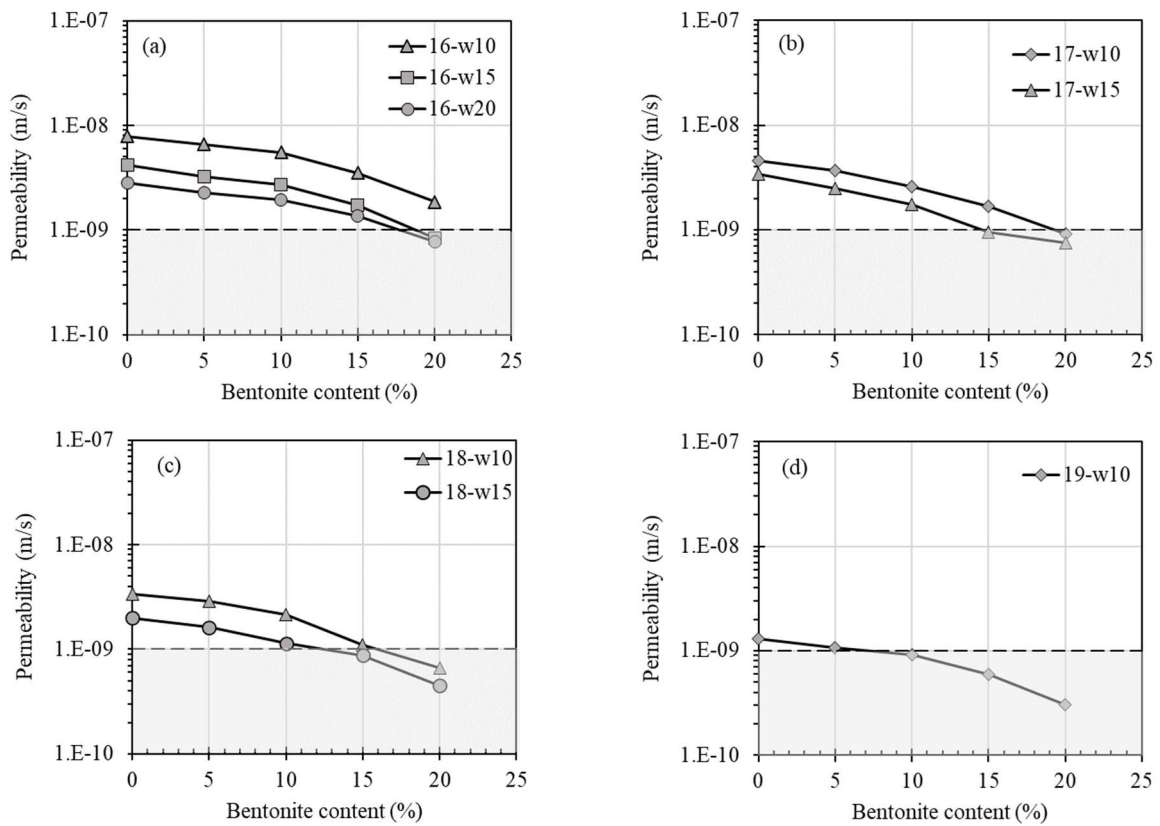 (a)
16-w10
16-w15
16-w20
1.E-07
1.E-08
1.E-09
1.E-10
Permeability (m/s)
0 5 10 15 20 25
Bentonite content (%)
(b)
17-w10
17-w15
1.E-07
1.E-08
1.E-09
1.E-10
Permeability (m/s)
0 5 10 15 20 25
Bentonite content (%)
(c)
18-w10
18-w15
1.E-07
1.E-08
1.E-09
1.E-10
Permeability (m/s)
0 5 10 15 20 25
Bentonite content (%)
(d)
19-w10
1.E-07
1.E-08
1.E-09
1.E-10
Permeability (m/s)
0 5 10 15 20 25
Bentonite content (%)